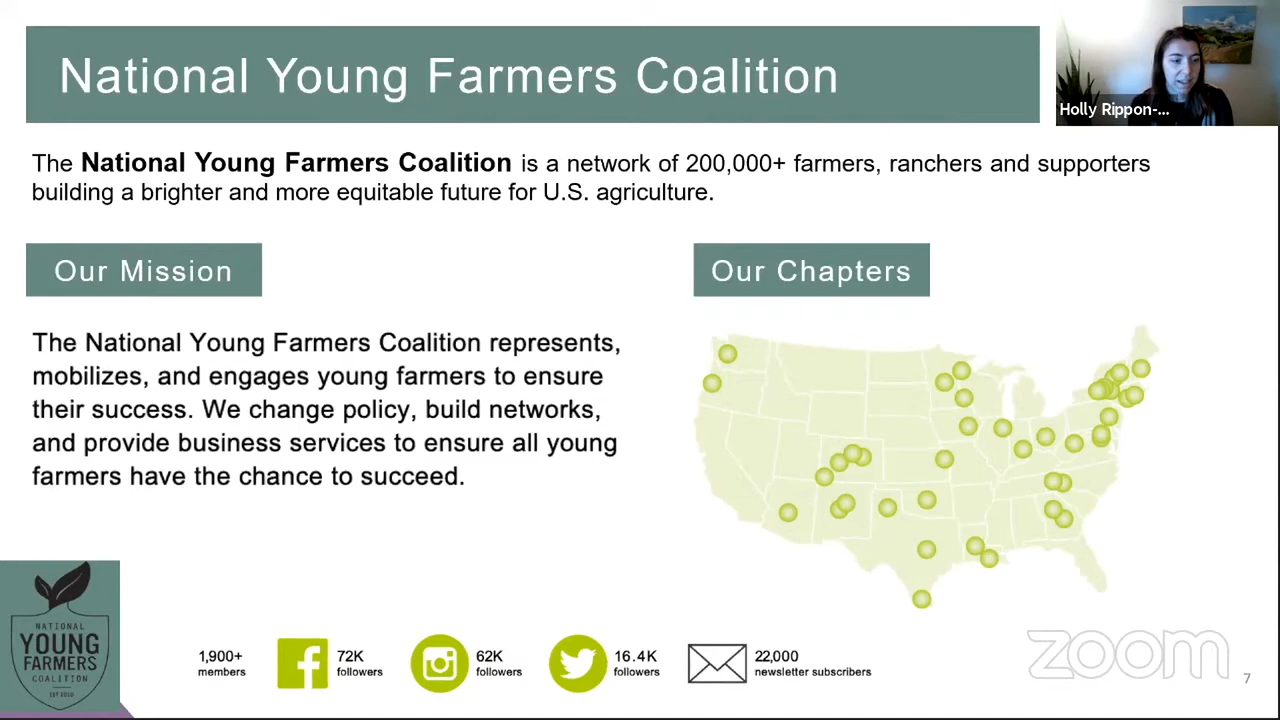 National Young Farmers Coalition
Holly Rippon-...
The National Young Farmers Coalition is a network of 200,000+ farmers, ranchers and supporters
building a brighter and more equitable future for U.S. agriculture.
Our Mission
The National Young Farmers Coalition represents,
mobilizes, and engages young farmers to ensure
their success. We change policy, build networks,
and provide business services to ensure all young
farmers have the chance to succeed.
Our Chapters
NATIONAL
YOUNG
FARMERS
COALITION
EST 2010
1,900+
members
72K
followers
62K
followers
16.4K
followers
22,000
newsletter subscribers
zoom
7